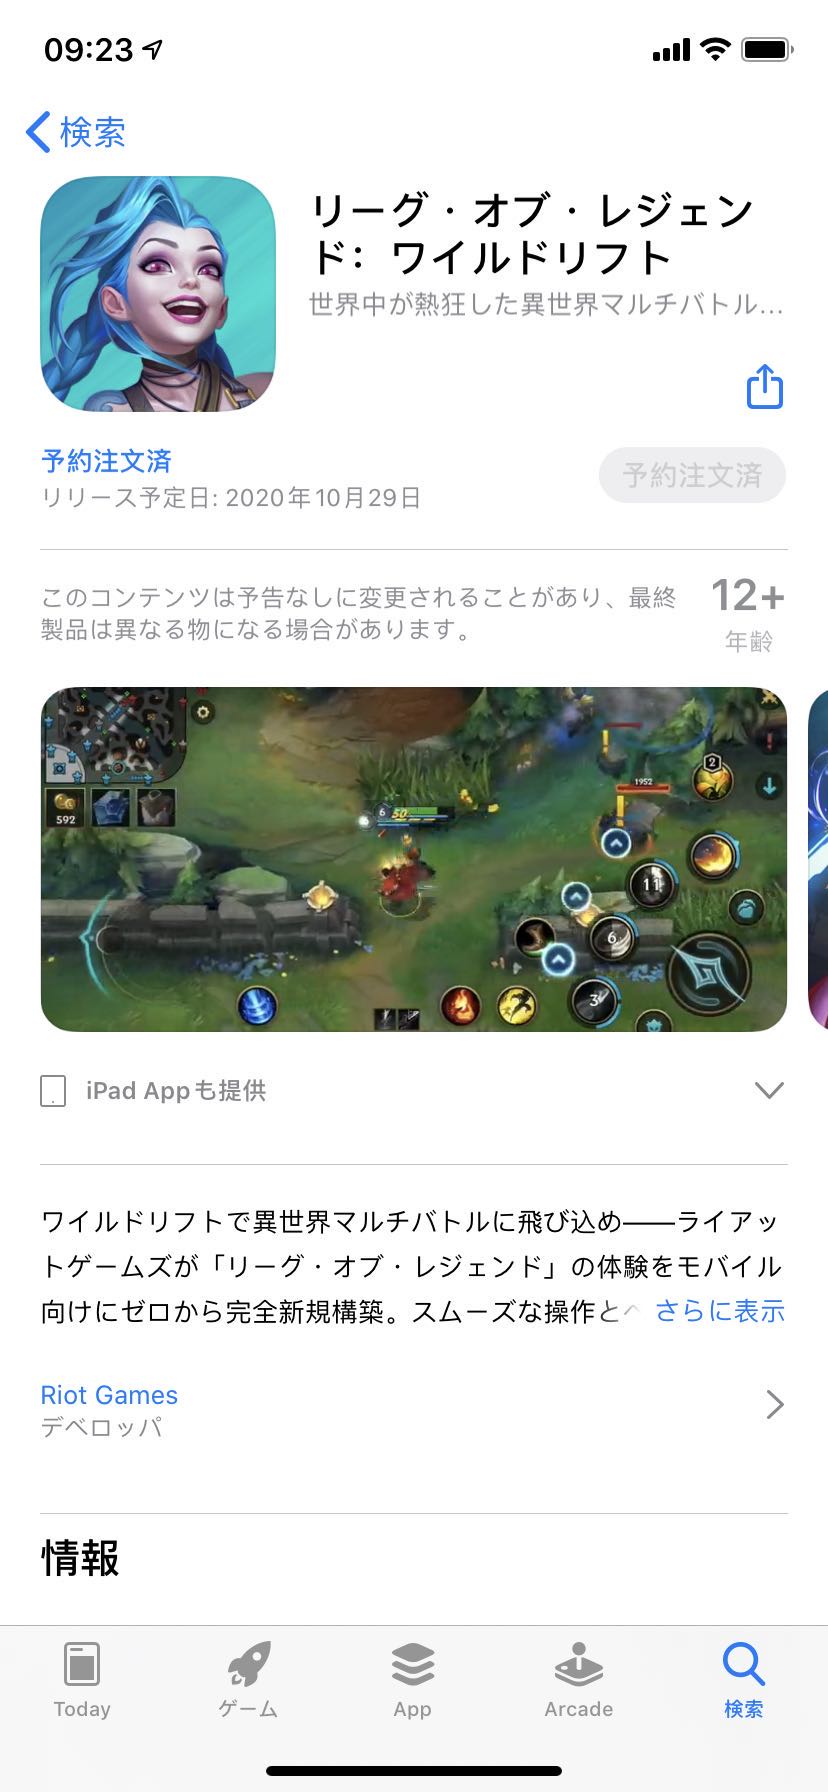 09:23
検索
リーグ・オブ・レジェン
ド: ワイルドリフト
世界中が熱狂した異世界マルチバトル...
予約注文済
リリース予定日: 2020年10月29日
予約注文済
このコンテンツは予告なしに変更されることがあり、最終
製品は異なる物になる場合があります。
12+
年齢
592
6
50
1952
2
11
6
3
iPad Appも提供
ワイルドリフトで異世界マルチバトルに飛び込め——ライアッ
トゲームズが「リーグ・オブ・レジェンド」の体験をモバイル
向けにゼロから完全新規構築。スムーズな操作と さらに表示
Riot Games
デベロッパ
情報
Today
ゲーム
App
Arcade
検索